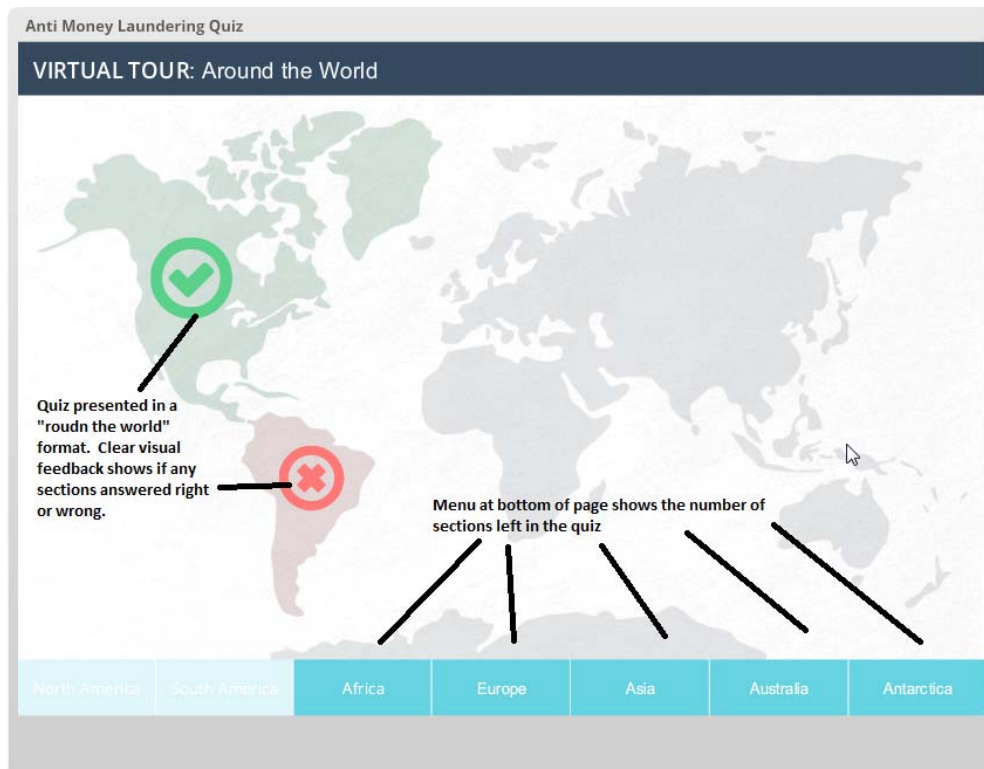 Anti Money Laundering Quiz
VIRTUAL TOUR: Around the World
Quiz presented in a
"roudn the world"
format. Clear visual
feedback shows if any
sections answered right
or wrong.
Menu at bottom of page shows the number of
sections left in the quiz
North America South America Africa Europe Asia Australia Antarctica